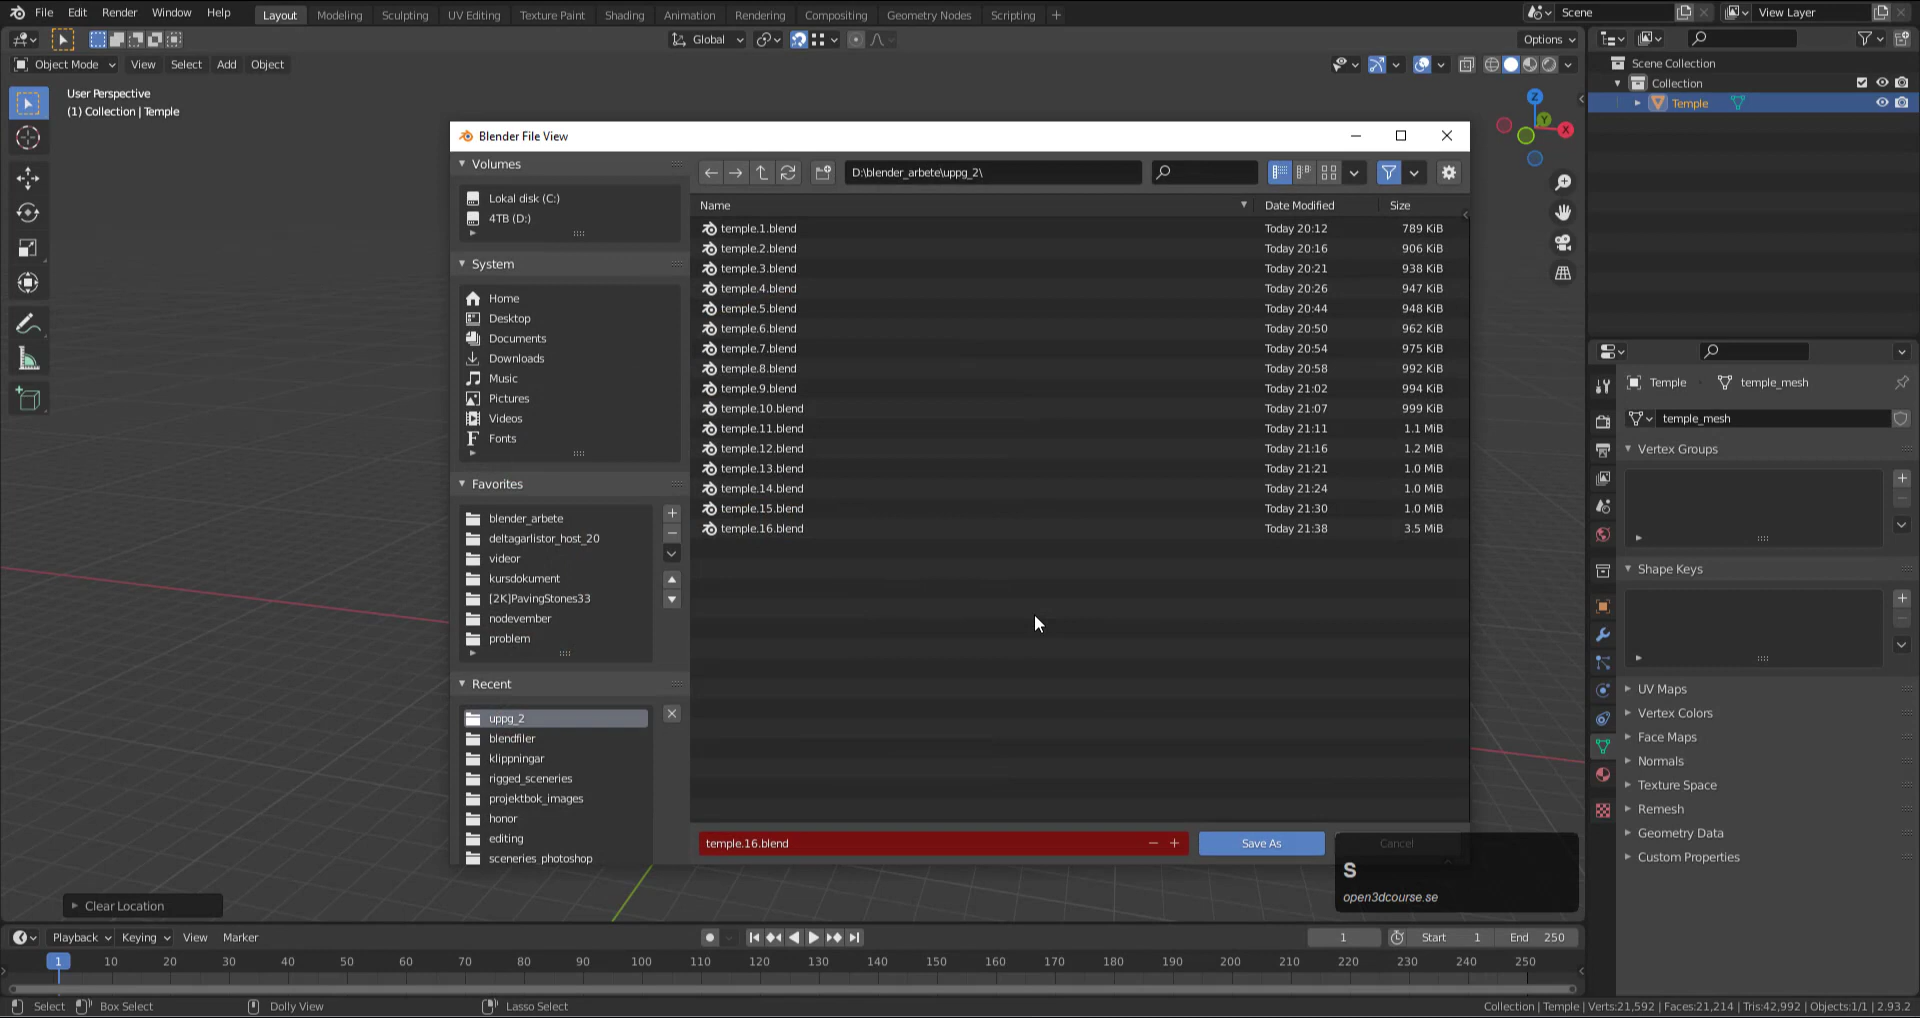 File Edit Render Window Help
Layout Modeling Sculpting UV Editing Texture Paint Shading Animation Rendering Compositing Geometry Nodes Scripting +
Scene
View Layer
Global
Options
Object Mode View Select Add Object
User Perspective
(1) Collection | Temple
Z
Y
X
Scene Collection
Collection
Temple
Blender File View
Volumes
Lokal disk (C:)
4TB (D:)
System
Home
Desktop
Documents
Downloads
Music
Pictures
Videos
Fonts
Favorites
blender_arbete
deltagarlistor_host_20
videor
kursdokument
[2K]PavingStones33
nodevember
problem
Recent
uppg_2
blendfiler
klippningar
rigged_sceneries
projektbok_images
honor
editing
sceneries_photoshop
D:\blender_arbete\uppg_2\
Name Date Modified Size
temple.1.blend Today 20:12 789 KiB
temple.2.blend Today 20:16 906 KiB
temple.3.blend Today 20:21 938 KiB
temple.4.blend Today 20:26 947 KiB
temple.5.blend Today 20:44 948 KiB
temple.6.blend Today 20:50 962 KiB
temple.7.blend Today 20:54 975 KiB
temple.8.blend Today 20:58 992 KiB
temple.9.blend Today 21:02 994 KiB
temple.10.blend Today 21:07 999 KiB
temple.11.blend Today 21:11 1.1 MiB
temple.12.blend Today 21:16 1.2 MiB
temple.13.blend Today 21:21 1.0 MiB
temple.14.blend Today 21:24 1.0 MiB
temple.15.blend Today 21:30 1.0 MiB
temple.16.blend Today 21:38 3.5 MiB
temple.16.blend
Save As
Cancel
S
open3dcourse.se
Temple temple_mesh
temple_mesh
Vertex Groups
Shape Keys
UV Maps
Vertex Colors
Face Maps
Normals
Texture Space
Remesh
Geometry Data
Custom Properties
Clear Location
Playback Keying View Marker
1 Start 1 End 250
1 10 20 30 40 50 60 70 80 90 100 110 120 130 140 150 160 170 180 190 200 210 220 230 240 250
Select Box Select Dolly View Lasso Select
Collection | Temple | Verts:21,592 | Faces:21,214 | Tris:42,992 | Objects:1/1 | 2.93.2